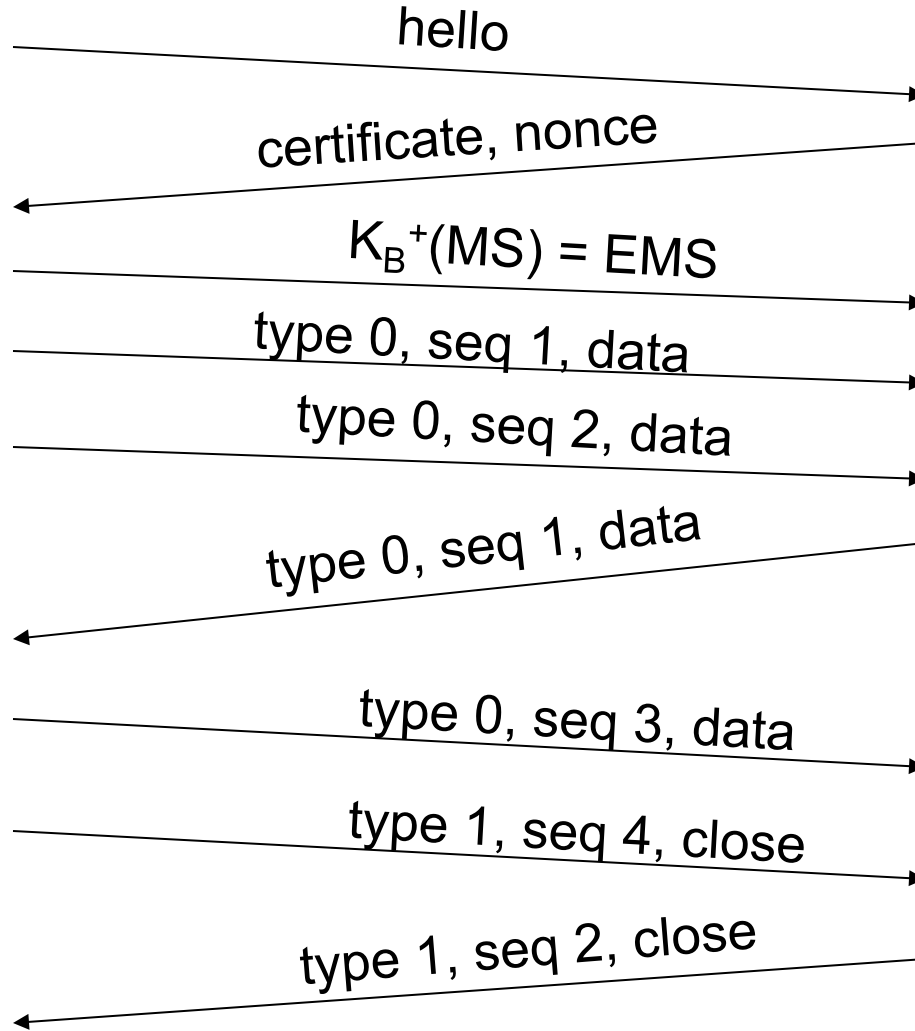 hello
certificate, nonce
K_B^+(MS) = EMS
type 0, seq 1, data
type 0, seq 2, data
type 0, seq 1, data
type 0, seq 3, data
type 1, seq 4, close
type 1, seq 2, close